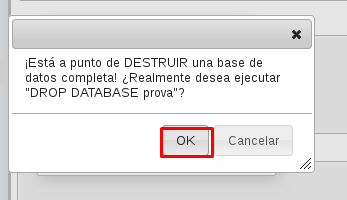 ¡Está a punto de DESTRUIR una base de
datos completa! ¿Realmente desea ejecutar
"DROP DATABASE prova"?
OK
Cancelar